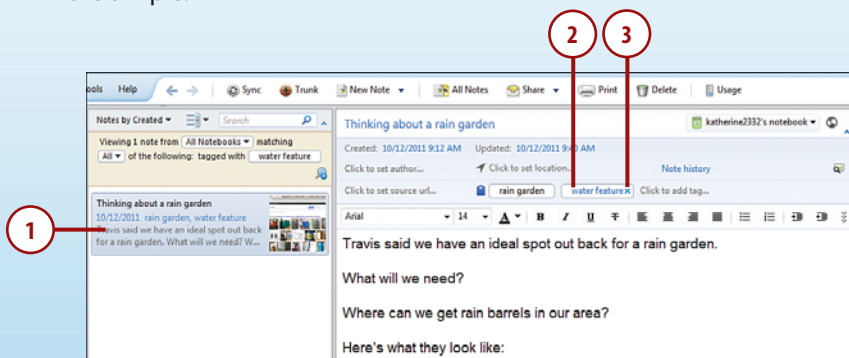 2 3
ools Help Sync Trunk New Note All Notes Share Print Delete Usage
Notes by Created Search
Viewing 1 note from All Notebooks matching
All of the following: tagged with water feature
Thinking about a rain garden
10/12/2011 rain garden, water feature
Travis said we have an ideal spot out back
for a rain garden. What will we need? W...
1
Thinking about a rain garden katherine2332's notebook
Created: 10/12/2011 9:12 AM Updated: 10/12/2011 AM
Click to set author... Click to set location... Note history
Click to set source url... rain garden water feature x Click to add tag...
Arial 14 A B I U T
Travis said we have an ideal spot out back for a rain garden.
What will we need?
Where can we get rain barrels in our area?
Here's what they look like: